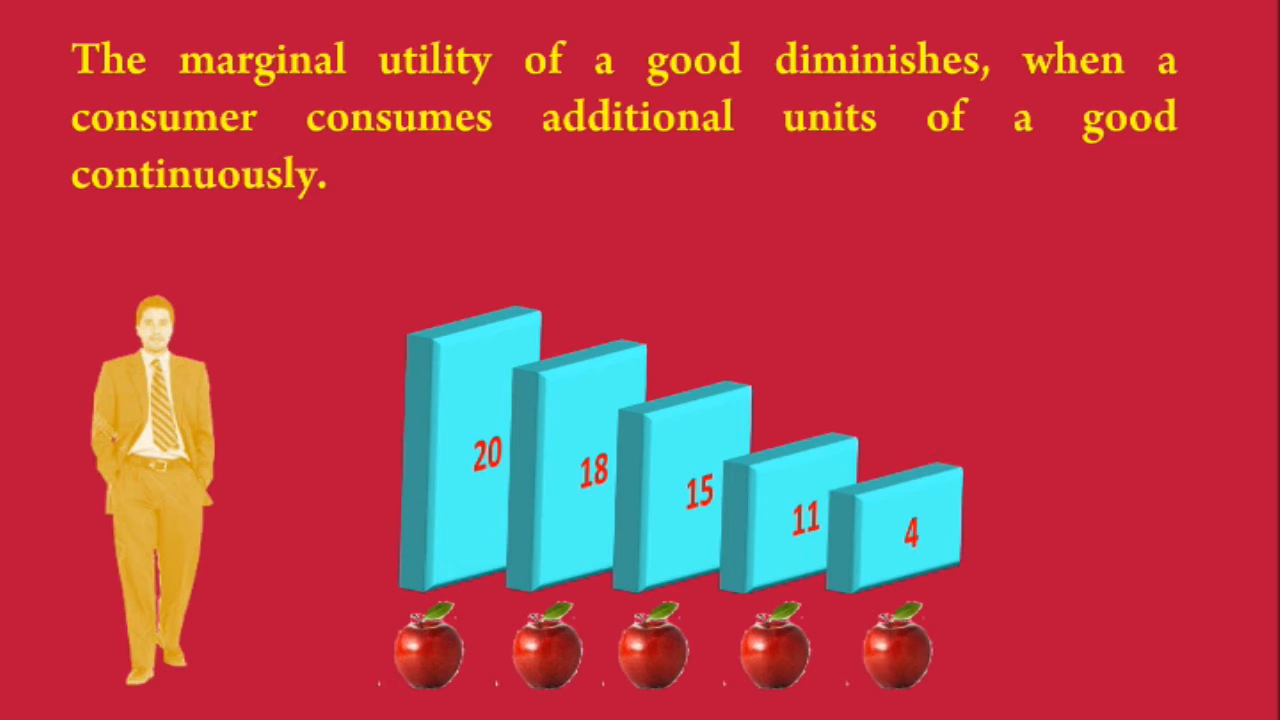 The marginal utility of a good diminishes, when a
consumer consumes additional units of a good
continuously.
20
18
15
11
4